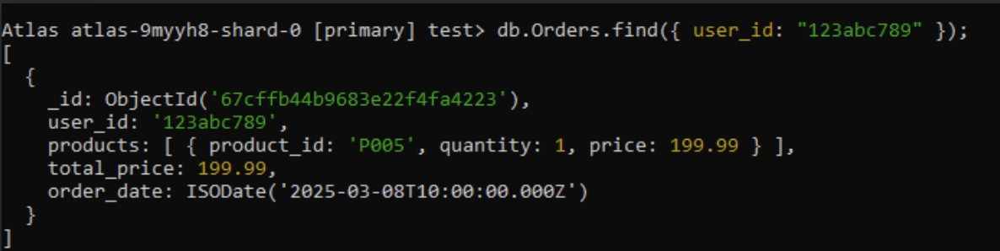 Atlas atlas-9myyh8-shard-0 [primary] test> db.Orders.find({ user_id: "123abc789" });
[
  {
    _id: ObjectId('67cffb44b9683e22f4fa4223'),
    user_id: '123abc789',
    products: [ { product_id: 'P005', quantity: 1, price: 199.99 } ],
    total_price: 199.99,
    order_date: ISODate('2025-03-08T10:00:00.000Z')
  }
]